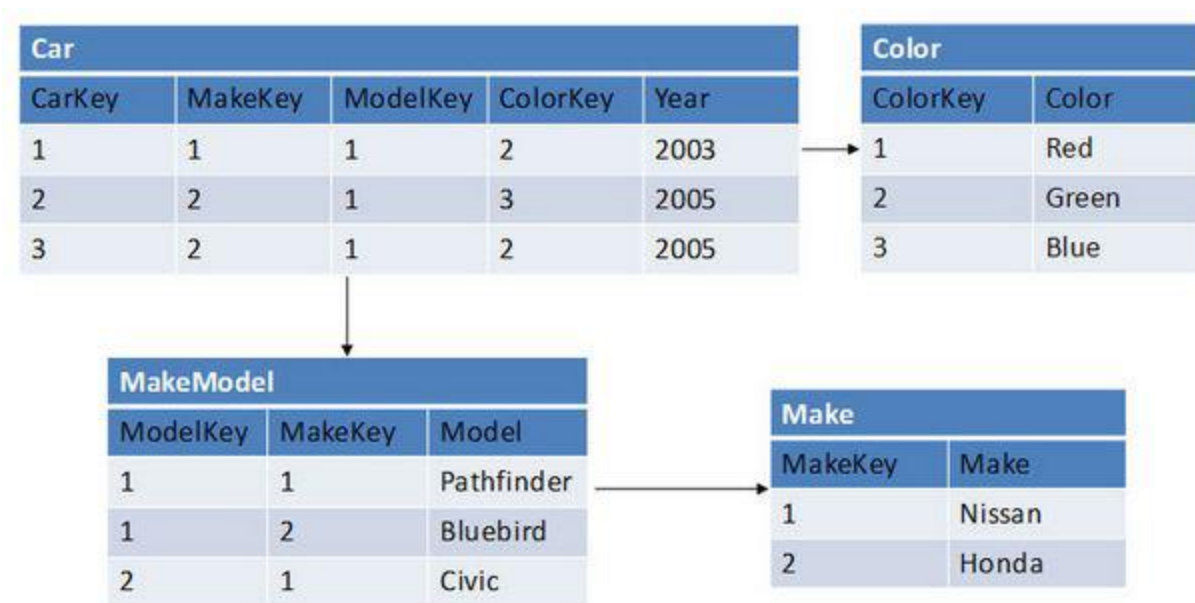 Car
CarKey MakeKey ModelKey ColorKey Year
1 1 1 2 2003
2 2 1 3 2005
3 2 1 2 2005
Color
ColorKey Color
1 Red
2 Green
3 Blue
MakeModel
ModelKey MakeKey Model
1 1 Pathfinder
1 2 Bluebird
2 1 Civic
Make
MakeKey Make
1 Nissan
2 Honda